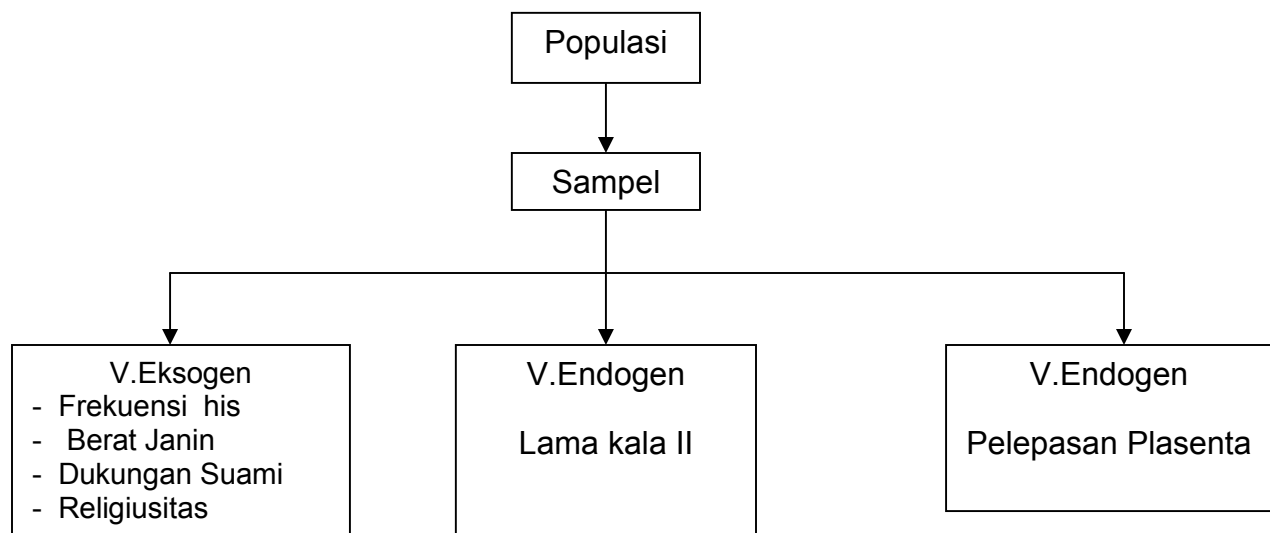 Populasi
Sampel
V.Eksogen
- Frekuensi his
- Berat Janin
- Dukungan Suami
- Religiusitas
V.Endogen
Lama kala II
V.Endogen
Pelepasan Plasenta